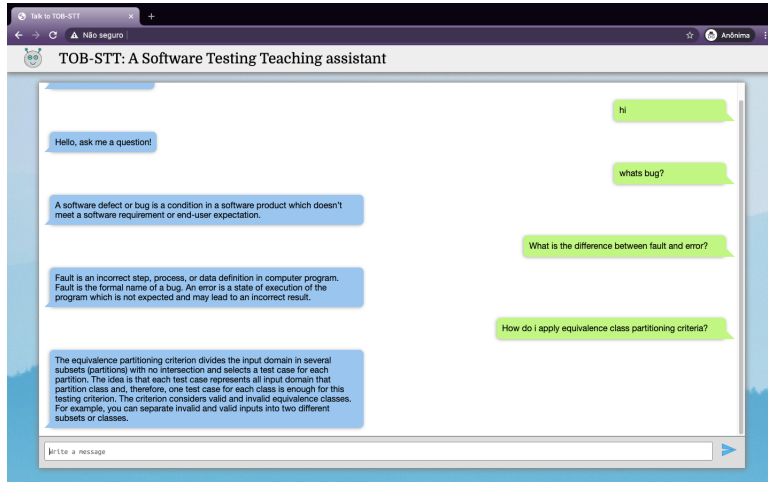 Talk to TOB-STT
Não seguro
Anônima
TOB-STT: A Software Testing Teaching assistant
hi
Hello, ask me a question!
whats bug?
A software defect or bug is a condition in a software product which doesn't
meet a software requirement or end-user expectation.
What is the difference between fault and error?
Fault is an incorrect step, process, or data definition in computer program.
Fault is the formal name of a bug. An error is a state of execution of the
program which is not expected and may lead to an incorrect result.
How do i apply equivalence class partitioning criteria?
The equivalence partitioning criterion divides the input domain in several
subsets (partitions) with no intersection and selects a test case for each
partition. The idea is that each test case represents all input domain that
partition class and, therefore, one test case for each class is enough for this
testing criterion. The criterion considers valid and invalid equivalence classes.
For example, you can separate invalid and valid inputs into two different
subsets or classes.
Write a message